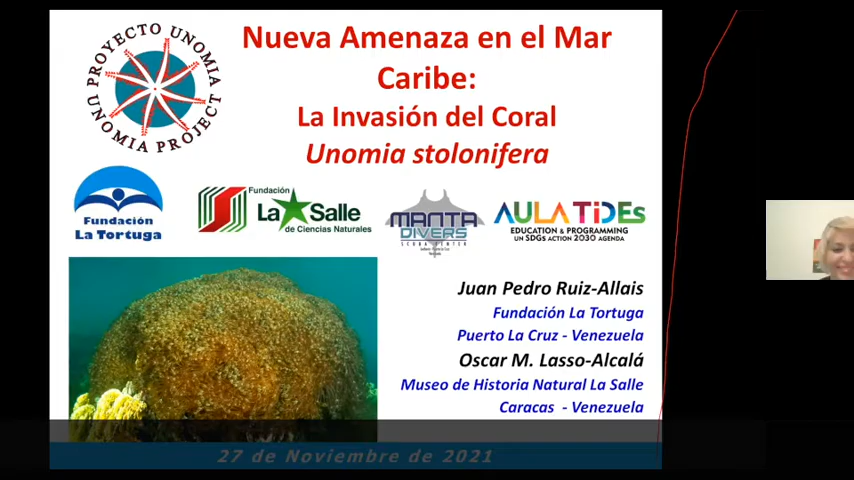 PROYECTO UNOMIA
UNOMIA PROJECT
Nueva Amenaza en el Mar
Caribe:
La Invasión del Coral
Unomia stolonifera
Fundación
La Tortuga
Fundación
La Salle
de Ciencias Naturales
MANTA
DIVERS
SCUBA CENTER
AULA TiDEs
EDUCATION & PROGRAMMING
UN SDGs ACTION 2030 AGENDA
Juan Pedro Ruiz-Allais
Fundación La Tortuga
Puerto La Cruz - Venezuela
Oscar M. Lasso-Alcalá
Museo de Historia Natural La Salle
Caracas - Venezuela
27 de Noviembre de 2021